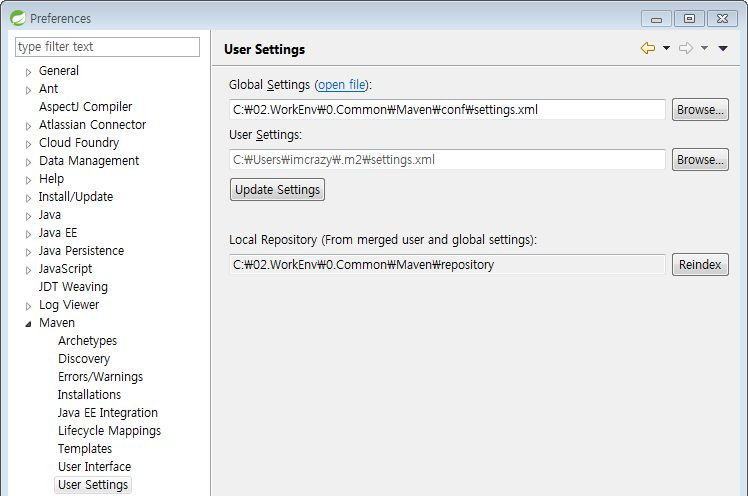 Preferences
type filter text
General
Ant
AspectJ Compiler
Atlassian Connector
Cloud Foundry
Data Management
Help
Install/Update
Java
Java EE
Java Persistence
JavaScript
JDT Weaving
Log Viewer
Maven
Archetypes
Discovery
Errors/Warnings
Installations
Java EE Integration
Lifecycle Mappings
Templates
User Interface
User Settings
User Settings
Global Settings (open file):
C:₩02.WorkEnv₩0.Common₩Maven₩conf₩settings.xml
Browse...
User Settings:
C:₩Users₩imcrazy₩.m2₩settings.xml
Browse...
Update Settings
Local Repository (From merged user and global settings):
C:₩02.WorkEnv₩0.Common₩Maven₩repository
Reindex